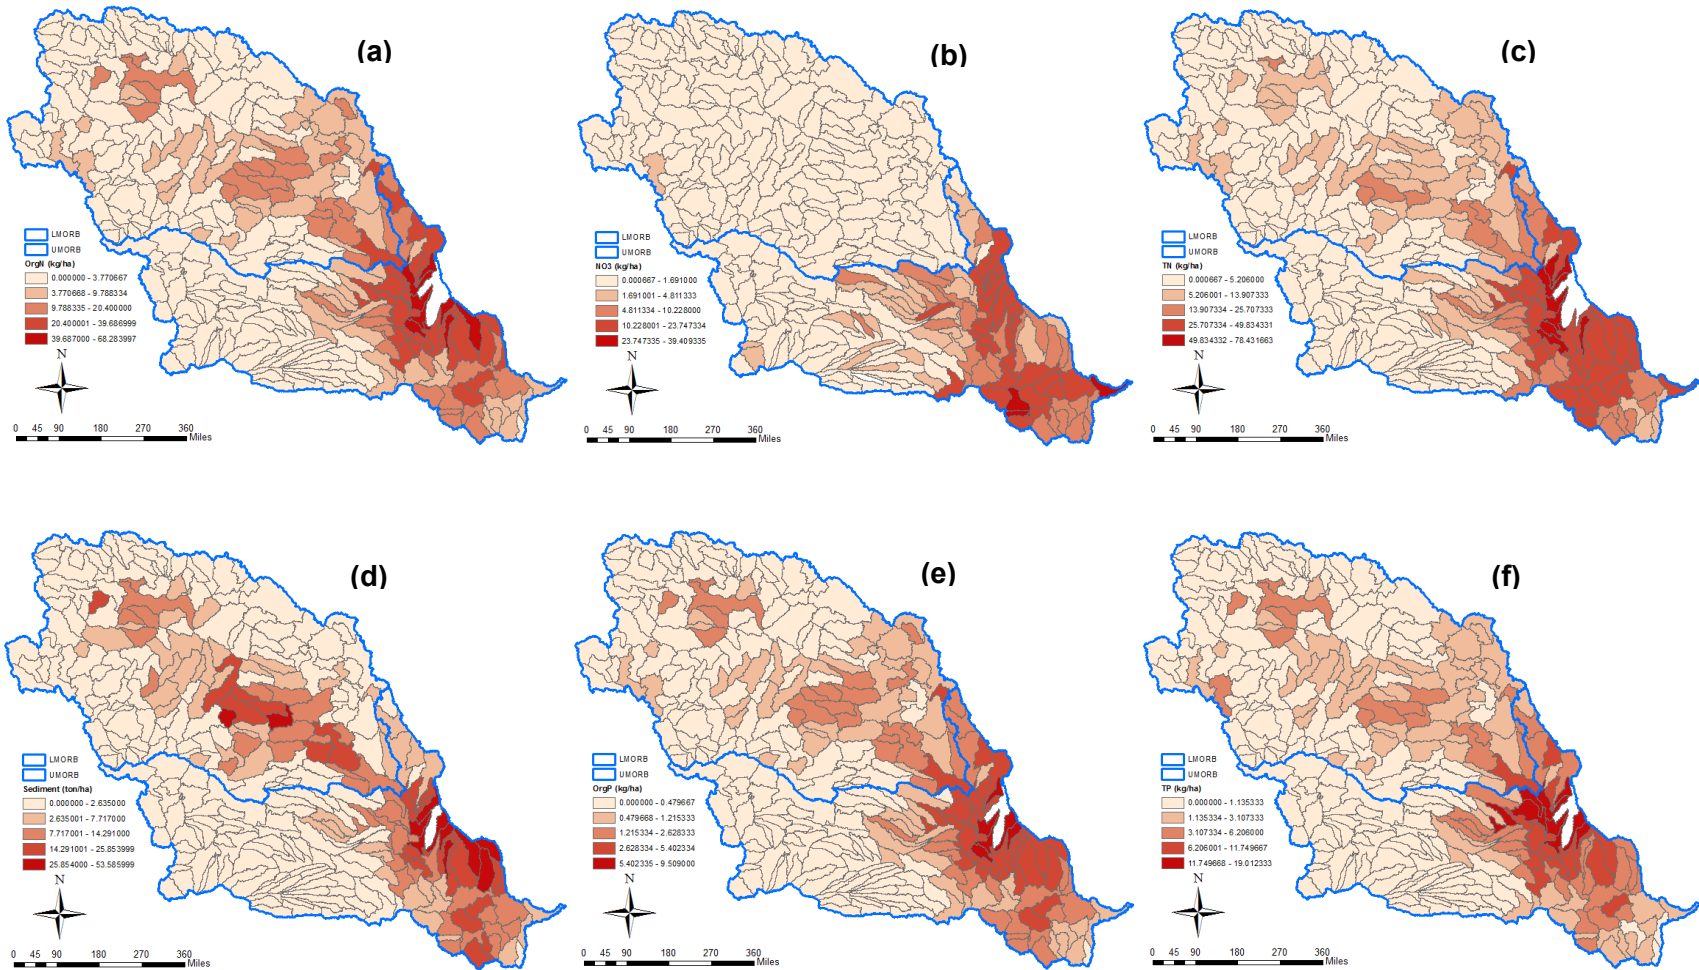 (a)
LMORB
UMORB
OrgN (kg/ha)
0.000000 - 3.770667
3.770668 - 9.788334
9.788335 - 20.400000
20.400001 - 39.686999
39.687000 - 68.283997
N
0 45 90 180 270 360
Miles
(b)
LMORB
UMORB
NO3 (kg/ha)
0.000667 - 1.691000
1.691001 - 4.811333
4.811334 - 10.228000
10.228001 - 23.747334
23.747335 - 39.409335
N
0 45 90 180 270 360
Miles
(c)
LMORB
UMORB
TN (kg/ha)
0.000667 - 5.206000
5.206001 - 13.907333
13.907334 - 25.707333
25.707334 - 49.834331
49.834332 - 78.431663
N
0 45 90 180 270 360
Miles
(d)
LMORB
UMORB
Sediment (ton/ha)
0.000000 - 2.635000
2.635001 - 7.717000
7.717001 - 14.291000
14.291001 - 25.853999
25.854000 - 53.585999
N
0 45 90 180 270 360
Miles
(e)
LMORB
UMORB
OrgP (kg/ha)
0.000000 - 0.479667
0.479668 - 1.215333
1.215334 - 2.628333
2.628334 - 5.402334
5.402335 - 9.509000
N
0 45 90 180 270 360
Miles
(f)
LMORB
UMORB
TP (kg/ha)
0.000000 - 1.135333
1.135334 - 3.107333
3.107334 - 6.206000
6.206001 - 11.749667
11.749668 - 19.012333
N
0 45 90 180 270 360
Miles